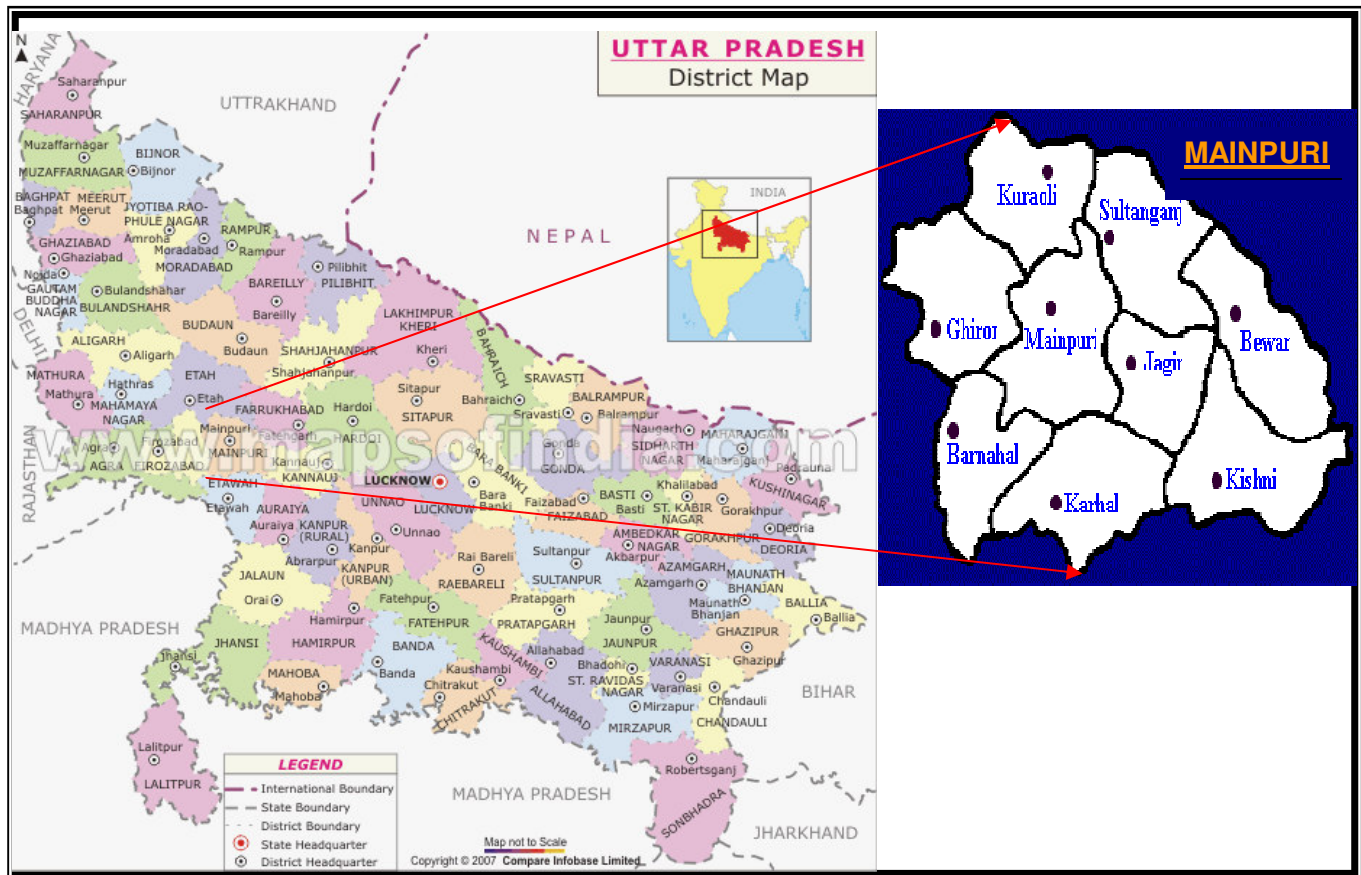 UTTAR PRADESH
District Map
N
HARYANA
Saharanpur
SAHARANPUR
UTTRAKHAND
Muzaffarnagar
MUZAFFARNAGAR
BIJNOR
Bijnor
BAGHPAT
Baghpat
MEERUT
Meerut
JYOTIBA RAO-
PHULE NAGAR
Amroha
Moradabad
MORADABAD
RAMPUR
Rampur
GHAZIABAD
Ghaziabad
Noida
GAUTAM
BUDDHA
NAGAR
DELHI
Bulandshahar
BULANDSHAHR
BAREILLY
Bareilly
Pilibhit
PILIBHIT
NEPAL
INDIA
BUDAUN
Budaun
LAKHIMPUR
KHERI
Kheri
SHAHJAHANPUR
Shahjahanpur
BAHRAICH
Bahraich
ALIGARH
Aligarh
MATHURA
Mathura
Hathras
MAHAMAYA
NAGAR
ETAH
Etah
FARRUKHABAD
Fatehgarh
Hardoi
HARDOI
Sitapur
SITAPUR
SRAVASTI
Sravasti
BALRAMPUR
Balrampur
Naugarh
SIDHARTH
NAGAR
MAHARAJGANJ
Maharajganj
Padrauna
KUSHINAGAR
RAJASTHAN
Agra
AGRA
Firozabad
FIROZABAD
Mainpuri
MAINPURI
Kannauj
KANNAUJ
www.mapsofindia.com
Gonda
GONDA
BARA BANKI
Bara
Banki
LUCKNOW
LUCKNOW
UNNAO
Unnao
Faizabad
FAIZABAD
BASTI
Basti
Khalilabad
ST. KABIR
NAGAR
Gorakhpur
GORAKHPUR
Deoria
DEORIA
ETAWAH
Etawah
AURAIYA
Auraiya
KANPUR
(RURAL)
Abrarpur
Kanpur
KANPUR
(URBAN)
Rai Bareli
RAEBARELI
Sultanpur
SULTANPUR
AMBEDKAR
NAGAR
Akbarpur
AZAMGARH
Azamgarh
MAUNATH
BHANJAN
Maunath
Bhanjan
BALLIA
Ballia
JALAUN
Orai
Hamirpur
HAMIRPUR
Fatehpur
FATEHPUR
Pratapgarh
PRATAPGARH
Jaunpur
JAUNPUR
GHAZIPUR
Ghazipur
MADHYA PRADESH
JHANSI
Jhansi
MAHOBA
Mahoba
BANDA
Banda
KAUSHAMBI
Kaushambi
Chitrakut
CHITRAKUT
Allahabad
ALLAHABAD
Bhadohi
ST. RAVIDAS
NAGAR
VARANASI
Varanasi
Chandauli
CHANDAULI
Mirzapur
MIRZAPUR
BIHAR
Lalitpur
LALITPUR
Robertsganj
SONBHADRA
MADHYA PRADESH
JHARKHAND
LEGEND
International Boundary
State Boundary
District Boundary
State Headquarter
District Headquarter
Map not to Scale
Copyright © 2007 Compare Infobase Limited
MAINPURI
Kuraoli
Sultanganj
Ghiror
Mainpuri
Jagir
Bewar
Barnahal
Karhal
Kishni